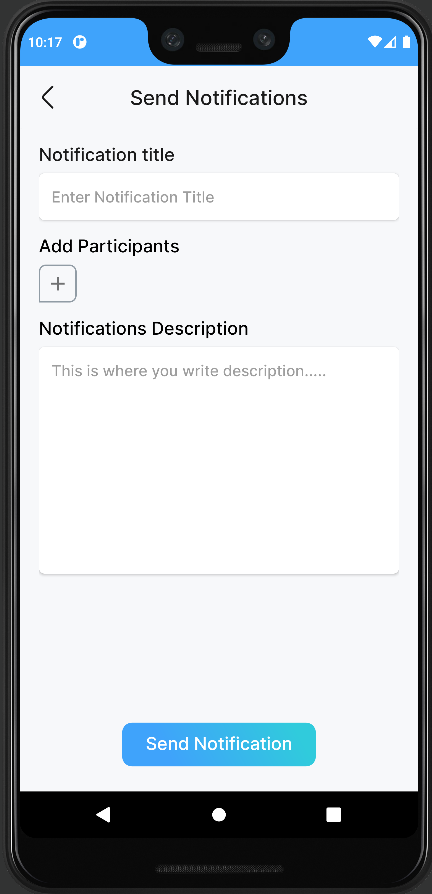 10:17
Send Notifications
Notification title
Enter Notification Title
Add Participants
+
Notifications Description
This is where you write description.....
Send Notification